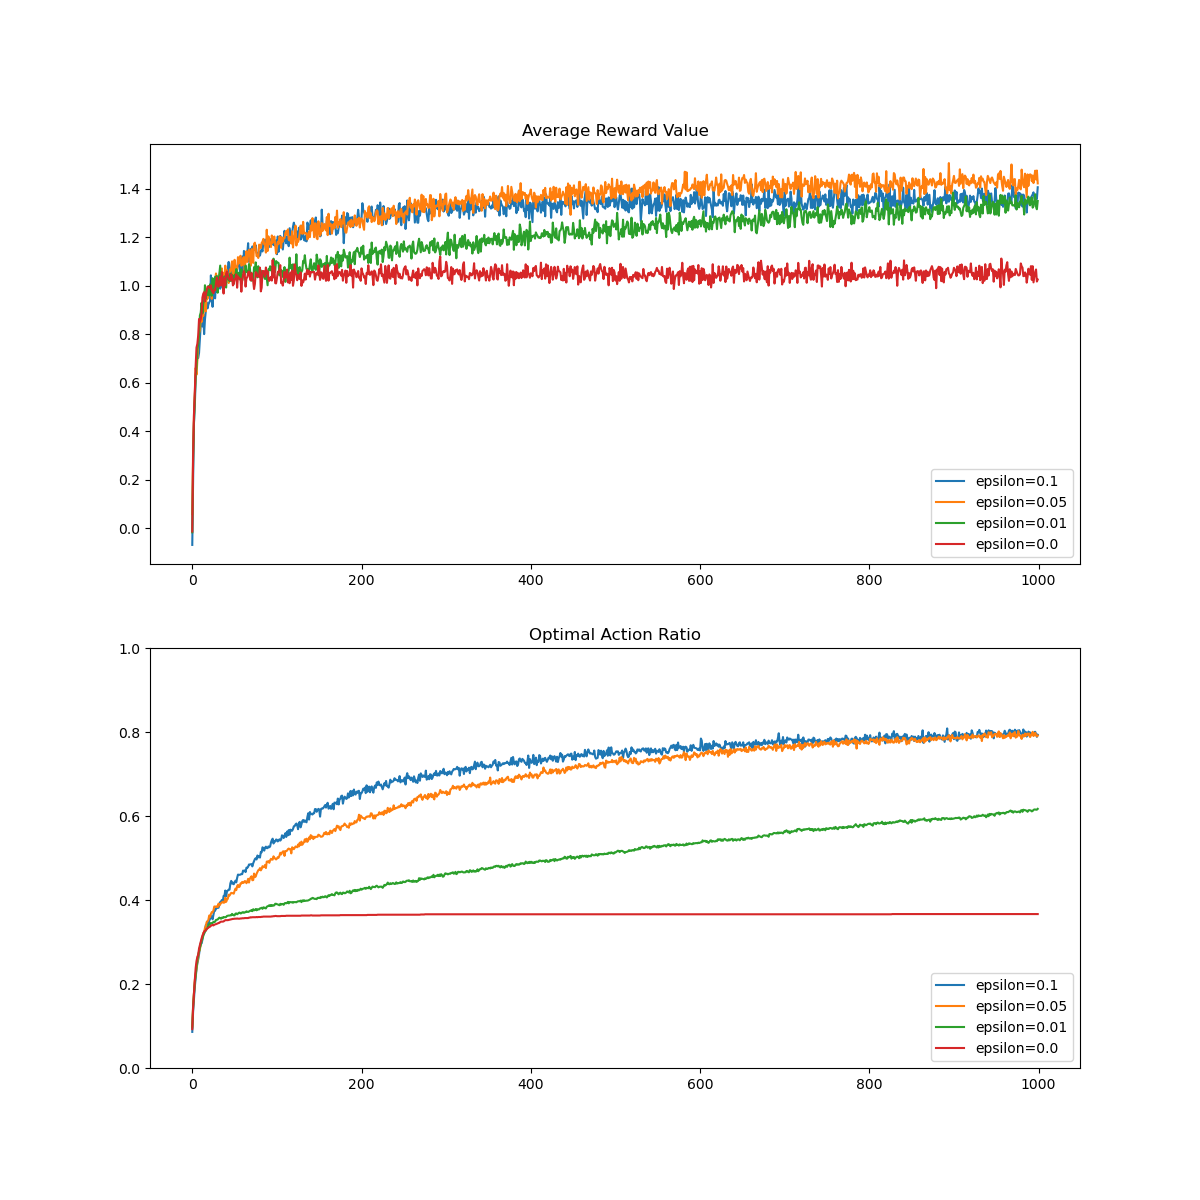 Average Reward Value
1.4
1.2
1.0
0.8
0.6
0.4
0.2
0.0
epsilon=0.1
epsilon=0.05
epsilon=0.01
epsilon=0.0
0 200 400 600 800 1000
Optimal Action Ratio
1.0
0.8
0.6
0.4
0.2
0.0
epsilon=0.1
epsilon=0.05
epsilon=0.01
epsilon=0.0
0 200 400 600 800 1000